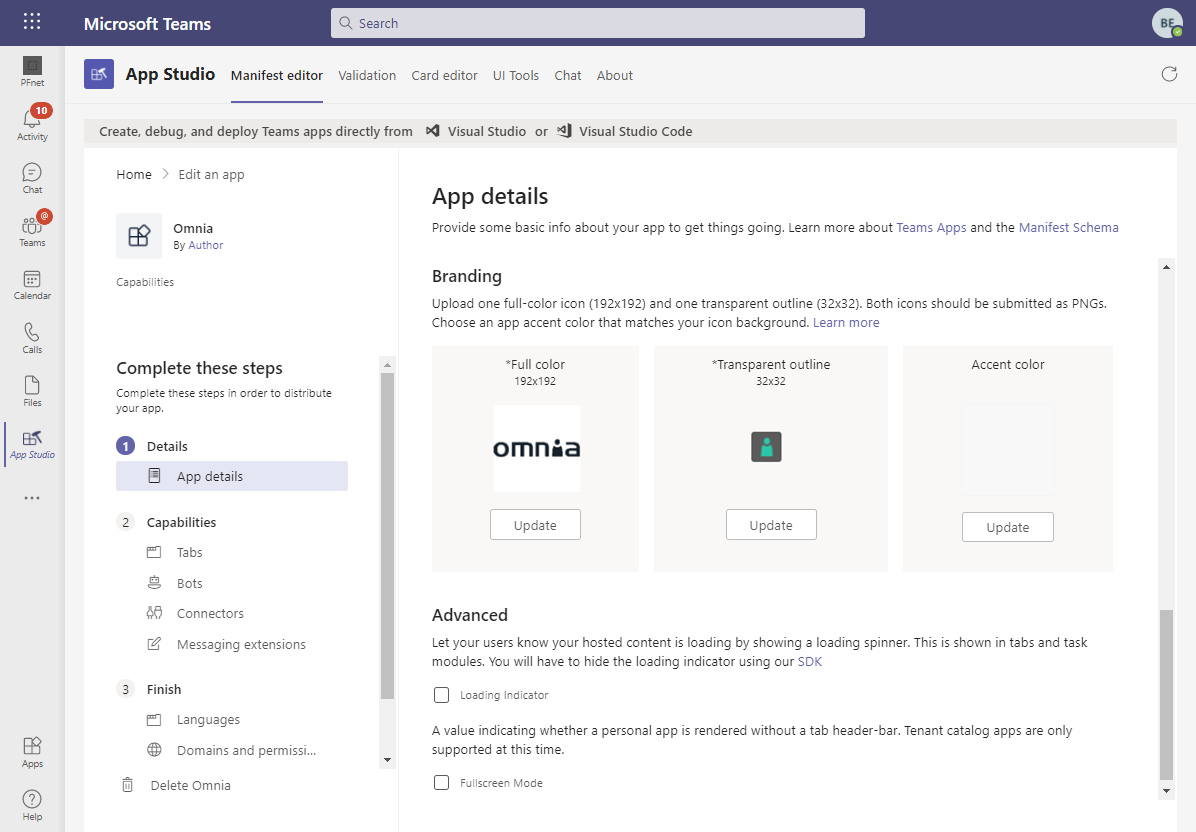 Microsoft Teams
Search
BE
PFnet
10
Activity
Chat
@
Teams
Calendar
Calls
Files
App Studio
Apps
Help
App Studio
Manifest editor
Validation
Card editor
UI Tools
Chat
About
Create, debug, and deploy Teams apps directly from Visual Studio or Visual Studio Code
Home > Edit an app
Omnia
By Author
Capabilities
Complete these steps
Complete these steps in order to distribute
your app.
1 Details
App details
2 Capabilities
Tabs
Bots
Connectors
Messaging extensions
3 Finish
Languages
Domains and permissi...
Delete Omnia
App details
Provide some basic info about your app to get things going. Learn more about Teams Apps and the Manifest Schema
Branding
Upload one full-color icon (192x192) and one transparent outline (32x32). Both icons should be submitted as PNGs.
Choose an app accent color that matches your icon background. Learn more
*Full color
192x192
omnia
Update
*Transparent outline
32x32
Update
Accent color
Update
Advanced
Let your users know your hosted content is loading by showing a loading spinner. This is shown in tabs and task
modules. You will have to hide the loading indicator using our SDK
Loading Indicator
A value indicating whether a personal app is rendered without a tab header-bar. Tenant catalog apps are only
supported at this time.
Fullscreen Mode